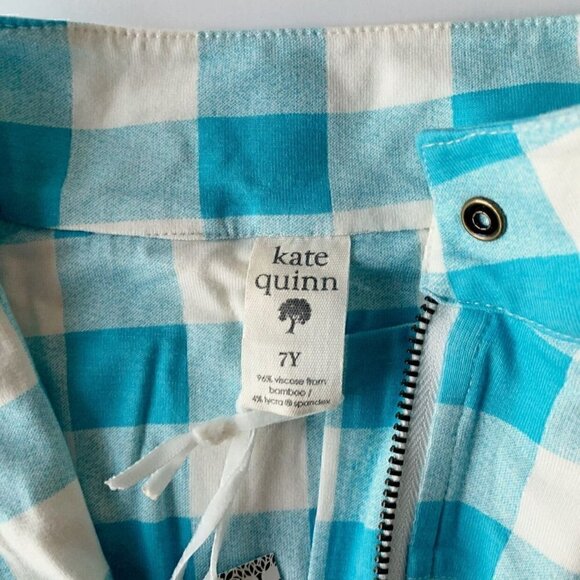 kate
quinn
7Y
96% viscose from
bamboo /
4% lycra ® spandex